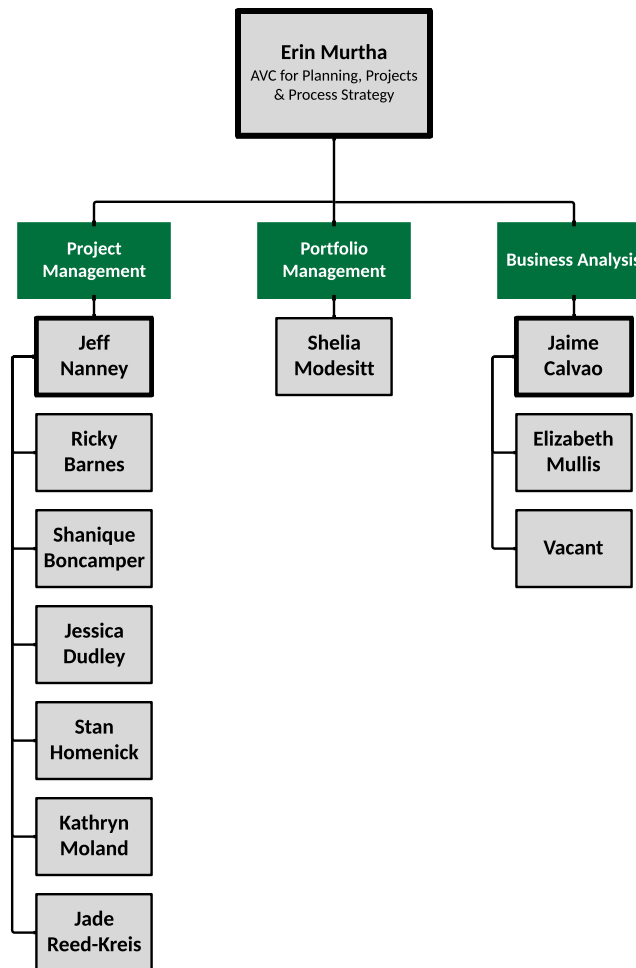 Erin Murtha
AVC for Planning, Projects
& Process Strategy
Project
Management
Portfolio
Management
Business Analysis
Jeff
Nanney
Shelia
Modesitt
Jaime
Calvao
Ricky
Barnes
Elizabeth
Mullis
Shanique
Boncamper
Vacant
Jessica
Dudley
Stan
Homenick
Kathryn
Moland
Jade
Reed-Kreis